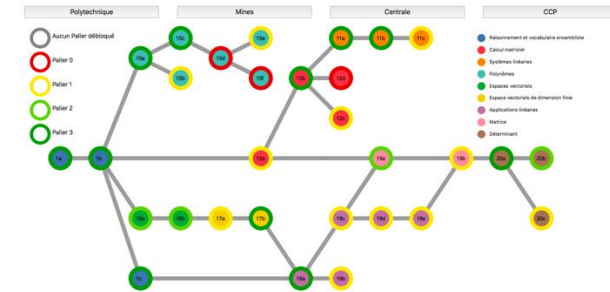 Polytechnique
Mines
Centrale
CCP
Aucun Palier débloqué
Palier 0
Palier 1
Palier 2
Palier 3
Raisonnement et vocabulaire ensembliste
Calcul matriciel
Systèmes linéaires
Polynômes
Espaces vectoriels
Espace vectoriels de dimension finie
Applications linéaires
Matrice
Déterminant
15c
15e
11a
11b
11c
15a
15d
15b
15f
12b
12d
12c
1a
1b
12a
19a
19b
20a
20b
16a
16b
17a
17b
18c
18d
18e
20c
1c
18a
18b